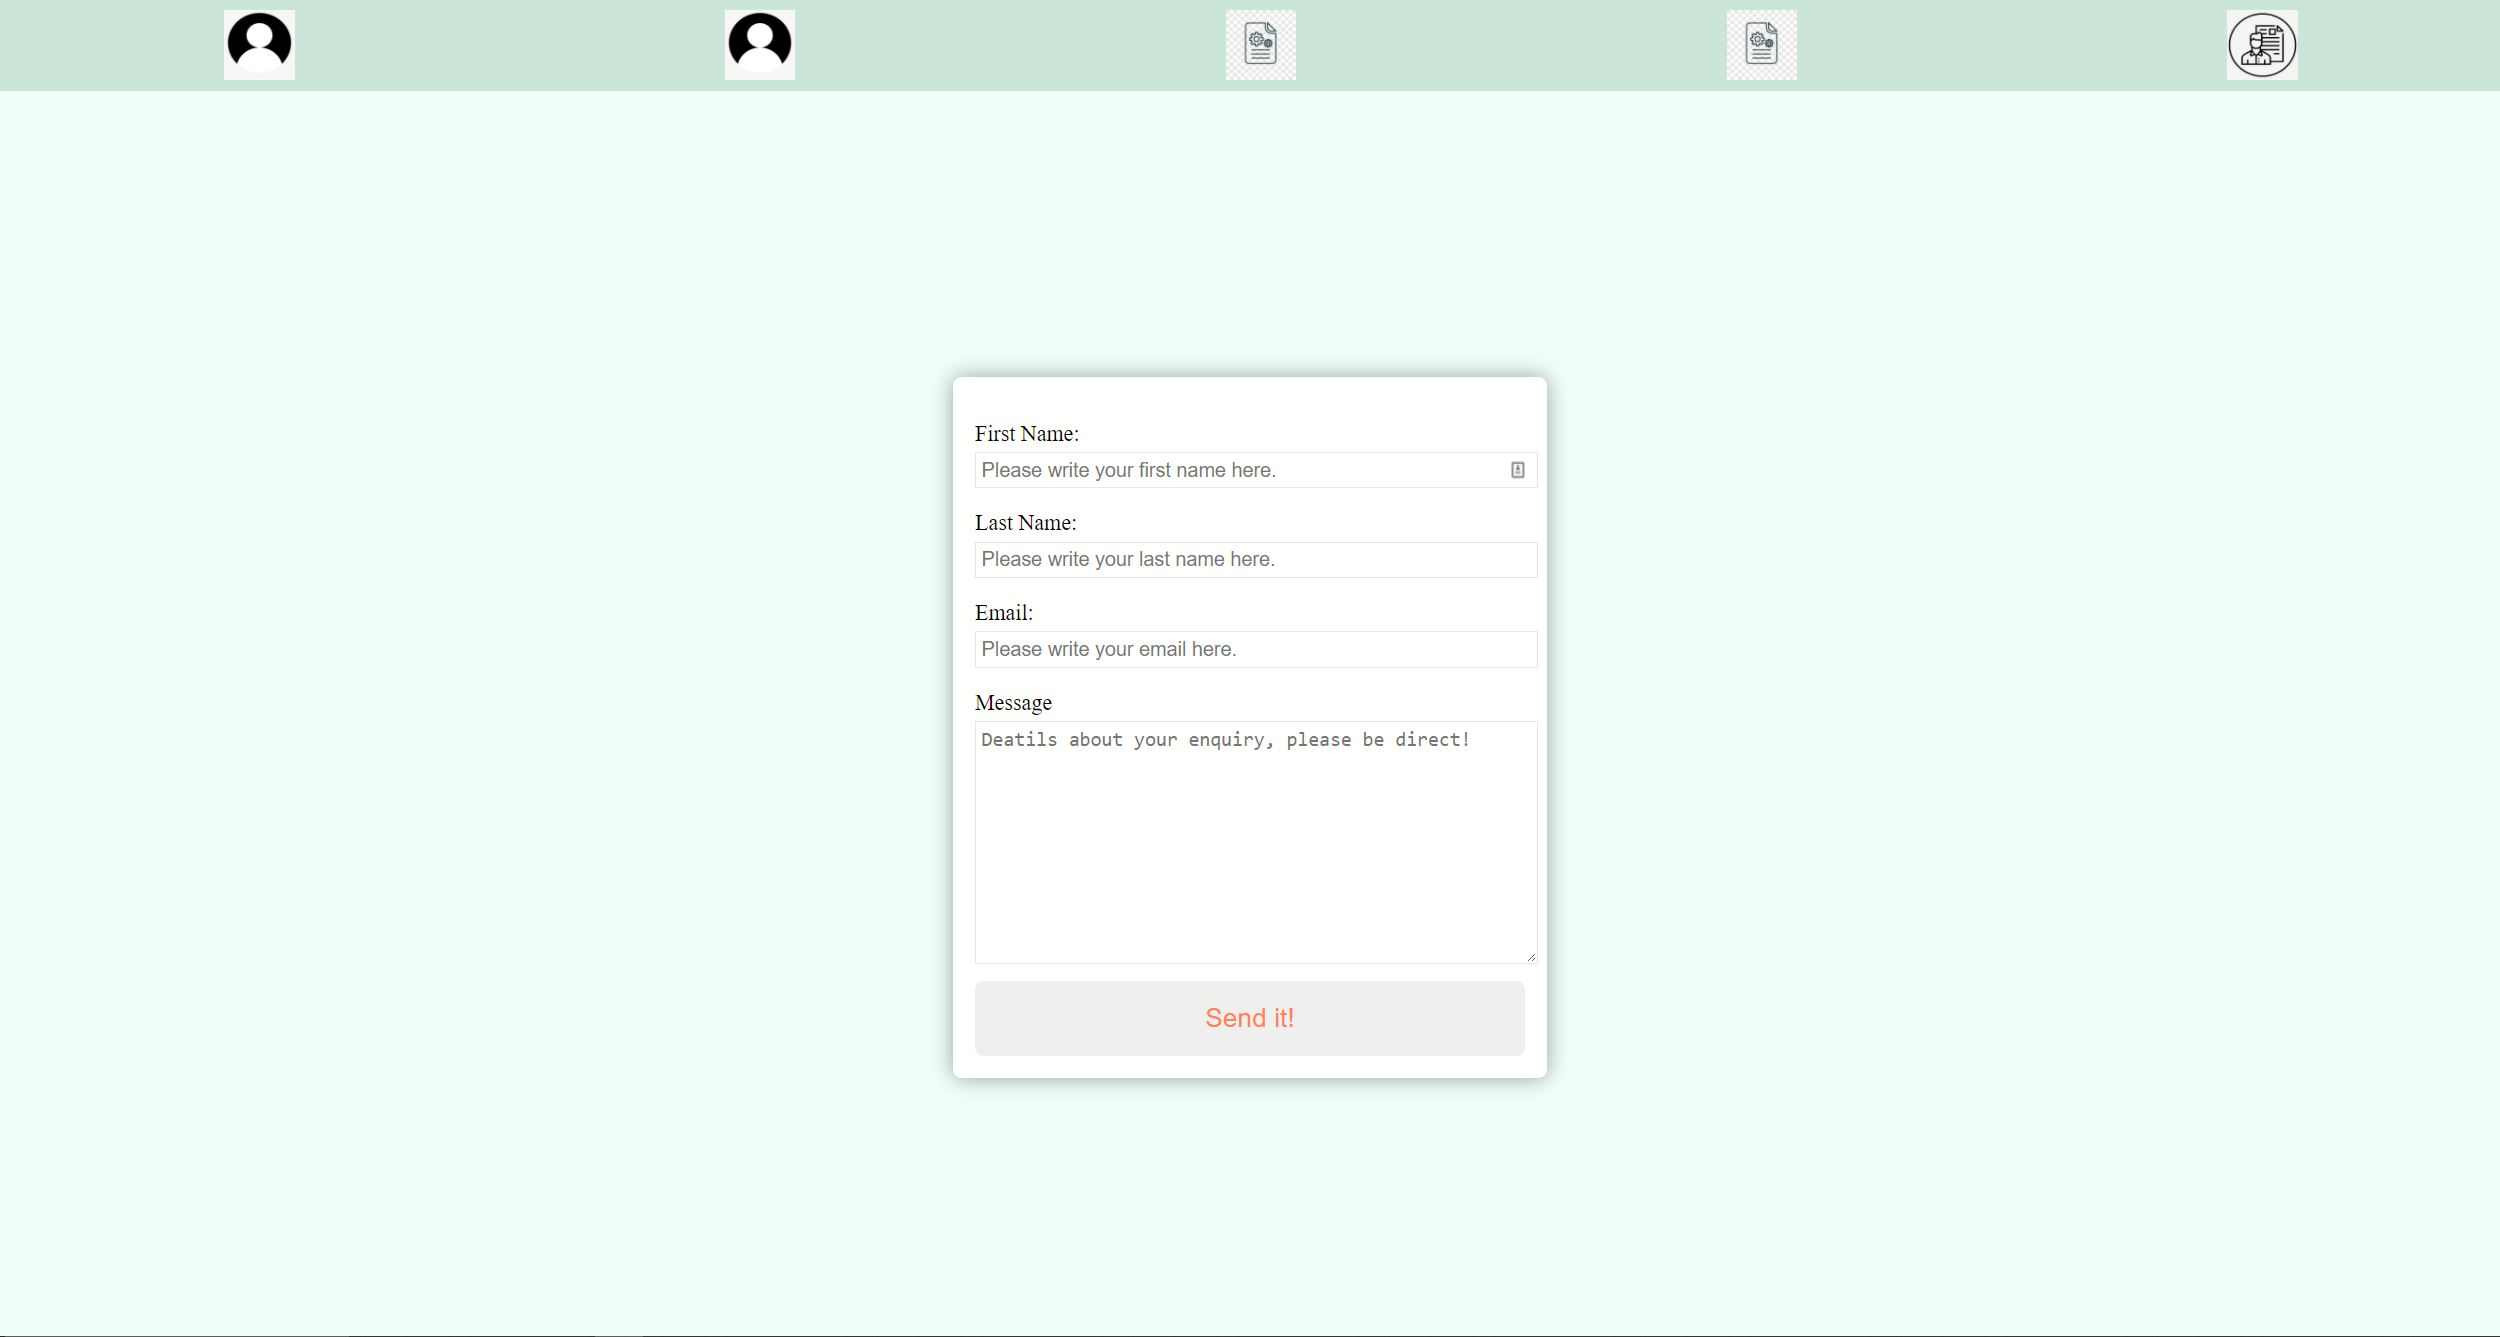 First Name:
Please write your first name here.
Last Name:
Please write your last name here.
Email:
Please write your email here.
Message
Deatils about your enquiry, please be direct!
Send it!